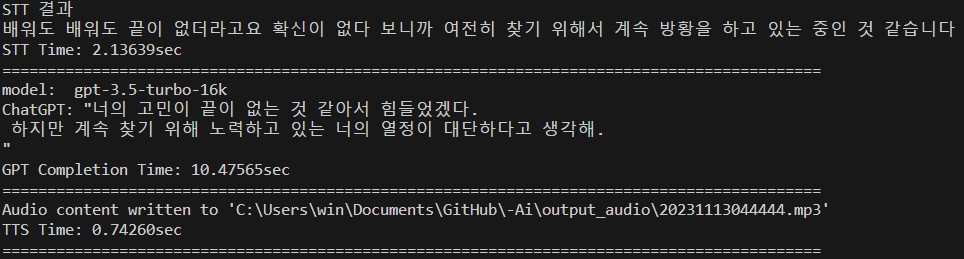 STT 결과
배워도 배워도 끝이 없더라고요 확신이 없다 보니까 여전히 찾기 위해서 계속 방황을 하고 있는 중인 것 같습니다
STT Time: 2.13639sec
===========================================================================================
model:  gpt-3.5-turbo-16k
ChatGPT: "너의 고민이 끝이 없는 것 같아서 힘들었겠다.
 하지만 계속 찾기 위해 노력하고 있는 너의 열정이 대단하다고 생각해.
"
GPT Completion Time: 10.47565sec
===========================================================================================
Audio content written to 'C:\Users\win\Documents\GitHub\-Ai\output_audio\20231113044444.mp3'
TTS Time: 0.74260sec
===========================================================================================